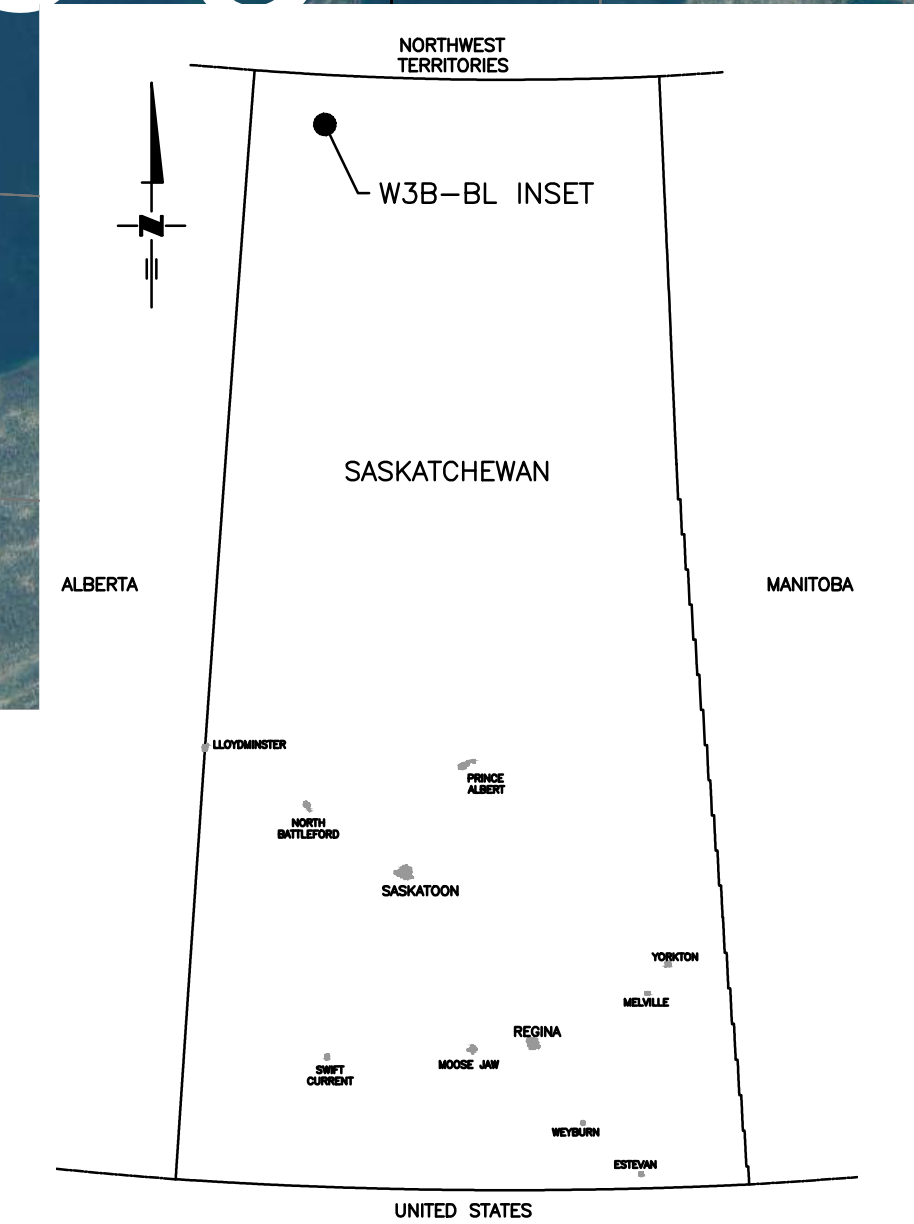 NORTHWEST
TERRITORIES
W3B-BL INSET
N
SASKATCHEWAN
ALBERTA
MANITOBA
LLOYDMINSTER
PRINCE
ALBERT
NORTH
BATTLEFORD
SASKATOON
YORKTON
MELVILLE
REGINA
MOOSE JAW
SWIFT
CURRENT
WEYBURN
ESTEVAN
UNITED STATES